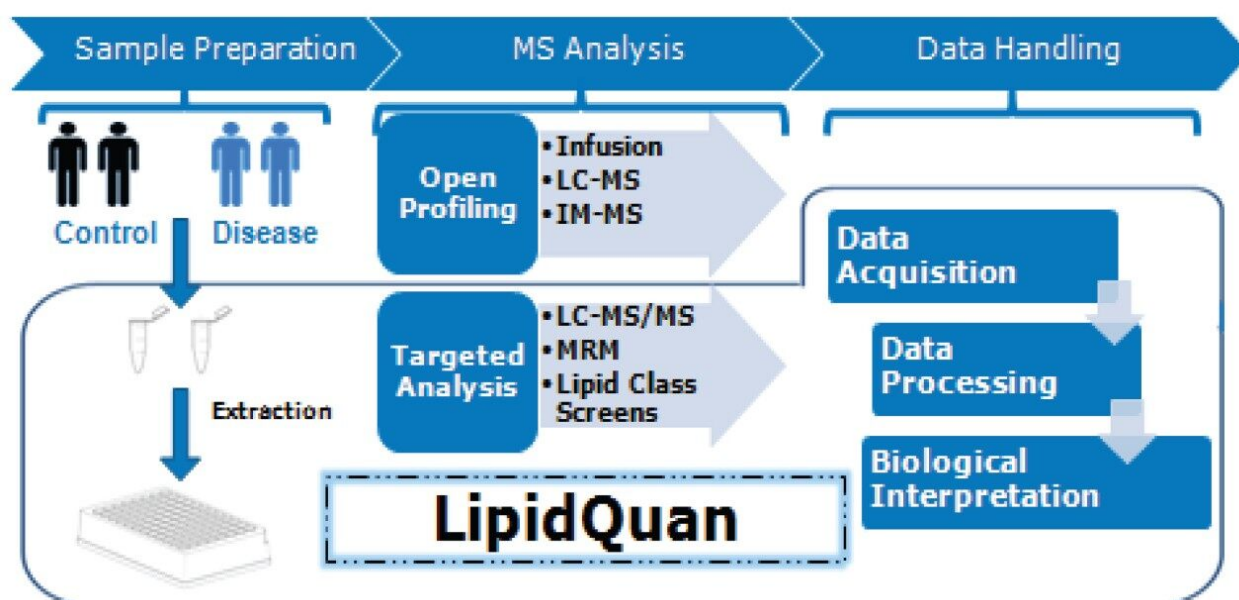 Sample Preparation
MS Analysis
Data Handling
Control
Disease
Extraction
Open
Profiling
•Infusion
•LC-MS
•IM-MS
Targeted
Analysis
•LC-MS/MS
•MRM
•Lipid Class
Screens
LipidQuan
Data
Acquisition
Data
Processing
Biological
Interpretation